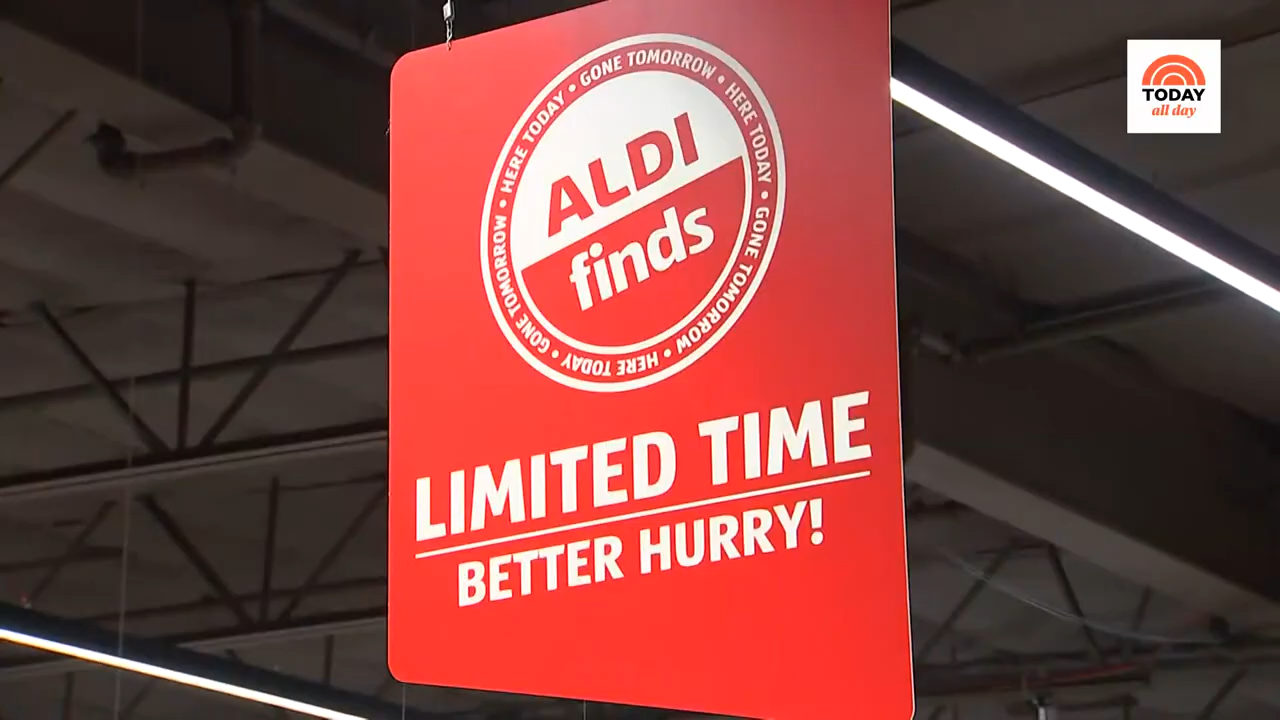 GONE TOMORROW • HERE TODAY • GONE TOMORROW • HERE TODAY • GONE TOMORROW • HERE TODAY •
ALDI
finds
LIMITED TIME
BETTER HURRY!
TODAY
all day